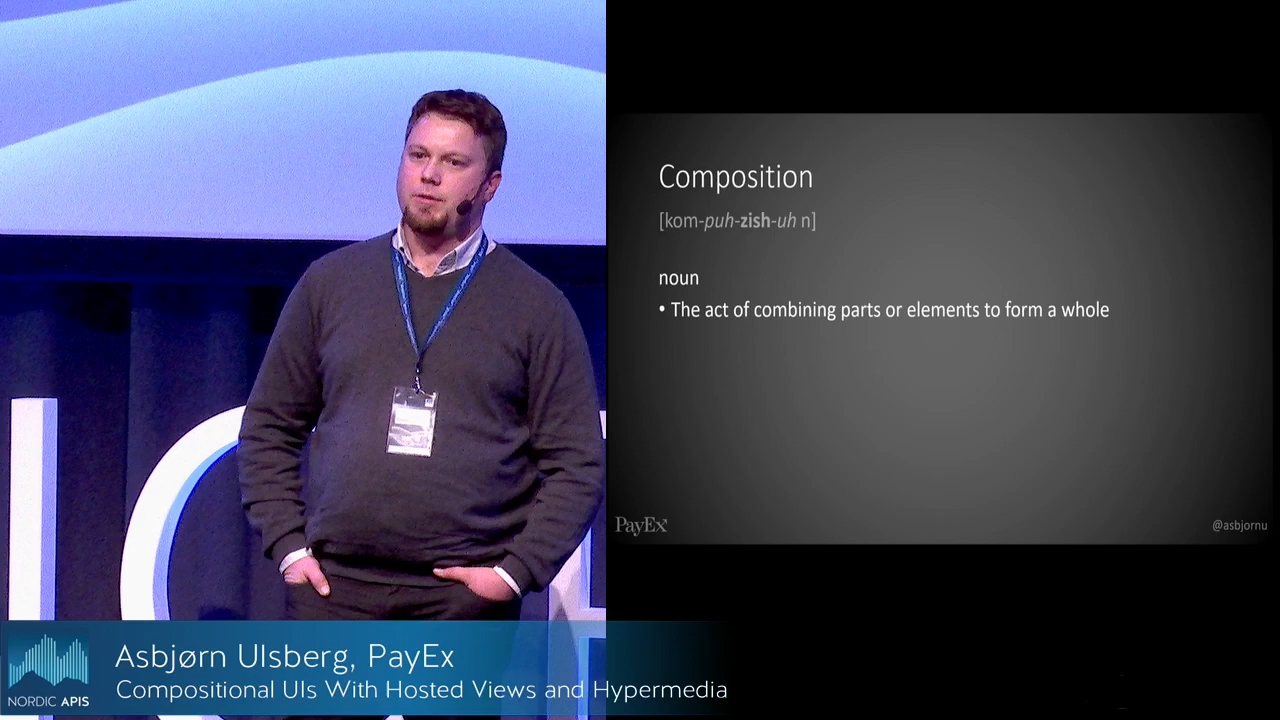 Composition
[kom-puh-zish-uh n]
noun
• The act of combining parts or elements to form a whole
PayEx
@asbjornu
Asbjørn Ulsberg, PayEx
Compositional UIs With Hosted Views and Hypermedia
NORDIC APIS